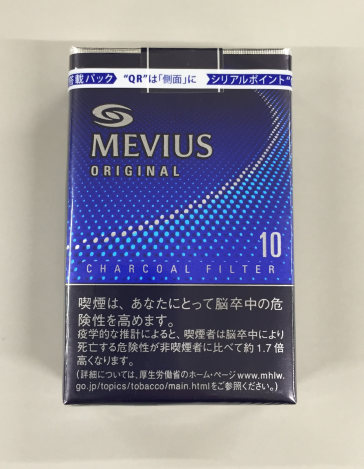 載パック "QR"は「側面」に シリアルポイント
MEVIUS
ORIGINAL
10
CHARCOAL FILTER
喫煙は、あなたにとって脳卒中の危
険性を高めます。
疫学的な推計によると、喫煙者は脳卒中により
死亡する危険性が非喫煙者に比べて約1.7倍
高くなります。
(詳細については、厚生労働省のホーム・ページ www.mhlw.
go.jp/topics/tobacco/main.htmlをご参照ください。)